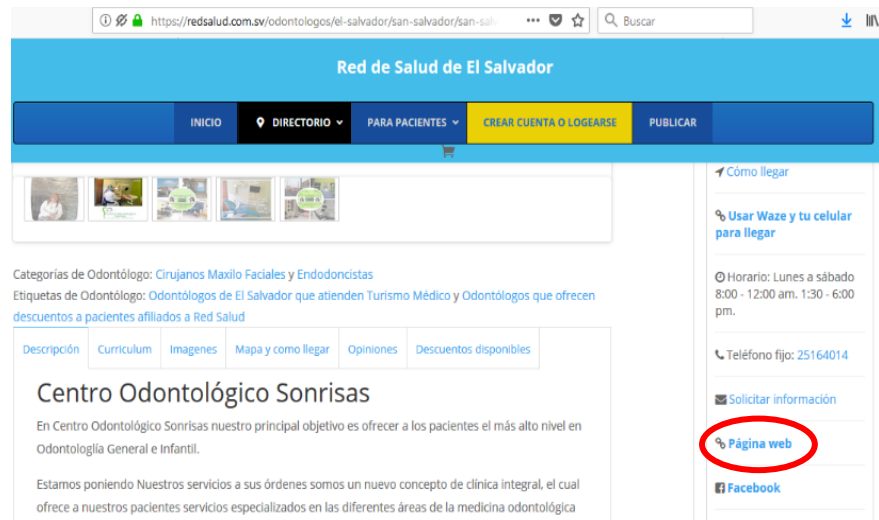 https://redsalud.com.sv/odontologos/el-salvador/san-salvador/san-salv
Buscar
Red de Salud de El Salvador
INICIO
DIRECTORIO
PARA PACIENTES
CREAR CUENTA O LOGEARSE
PUBLICAR
Categorías de Odontólogo: Cirujanos Maxilo Faciales y Endodoncistas
Etiquetas de Odontólogo: Odontólogos de El Salvador que atienden Turismo Médico y Odontólogos que ofrecen
descuentos a pacientes afiliados a Red Salud
Descripción
Curriculum
Imagenes
Mapa y como llegar
Opiniones
Descuentos disponibles
Centro Odontológico Sonrisas
En Centro Odontológico Sonrisas nuestro principal objetivo es ofrecer a los pacientes el más alto nivel en
Odontologlía General e Infantil.
Estamos poniendo Nuestros servicios a sus órdenes somos un nuevo concepto de clínica integral, el cual
ofrece a nuestros pacientes servicios especializados en las diferentes áreas de la medicina odontológica
Cómo llegar
Usar Waze y tu celular
para llegar
Horario: Lunes a sábado
8:00 - 12:00 am. 1:30 - 6:00
pm.
Teléfono fijo: 25164014
Solicitar información
Página web
Facebook